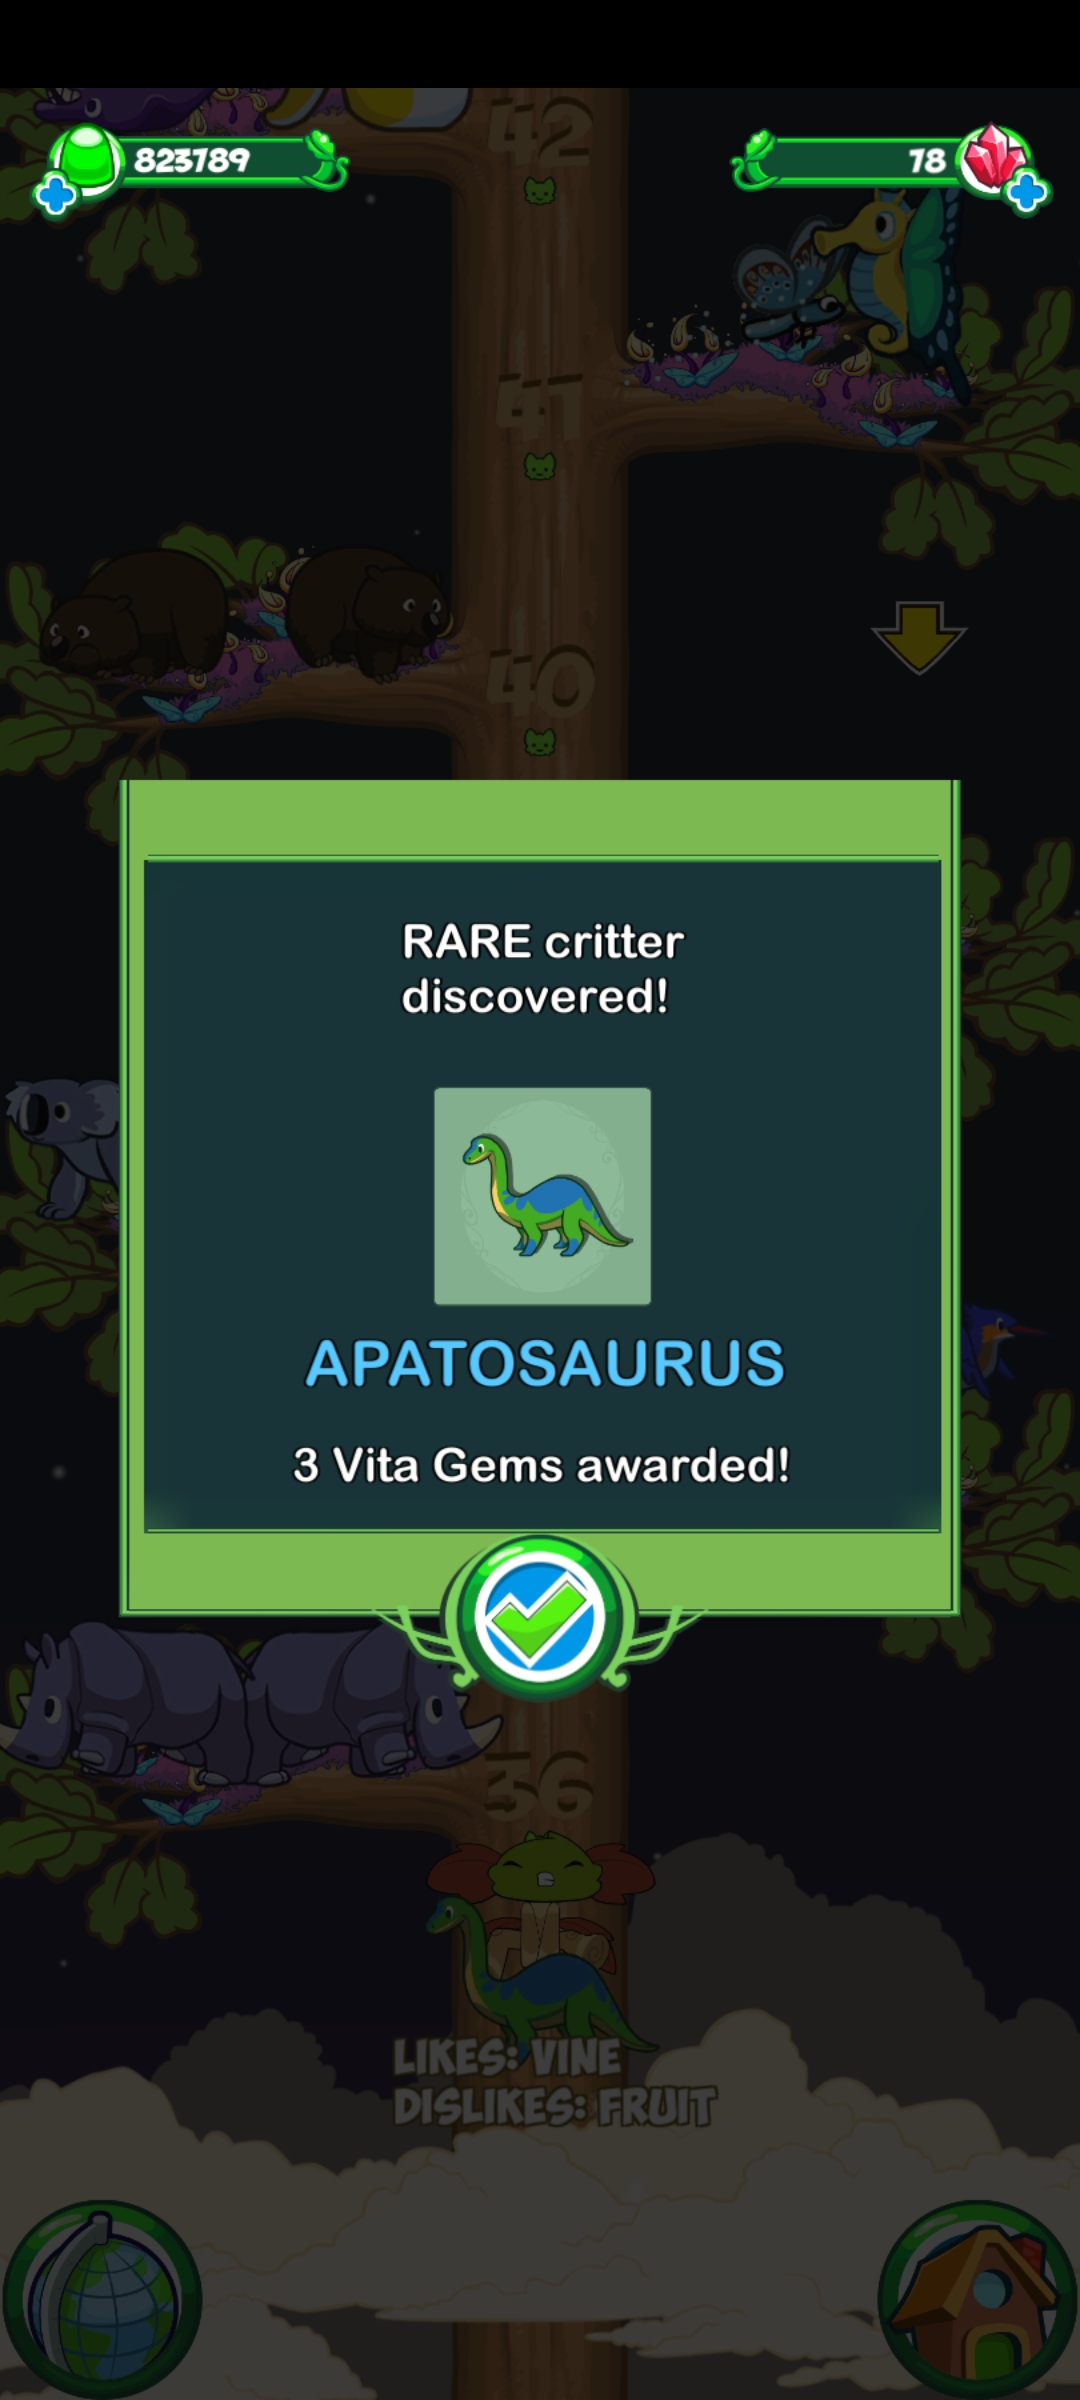 42
823789
78
41
40
RARE critter
discovered!
APATOSAURUS
3 Vita Gems awarded!
36
LIKES: VINE
DISLIKES: FRUIT